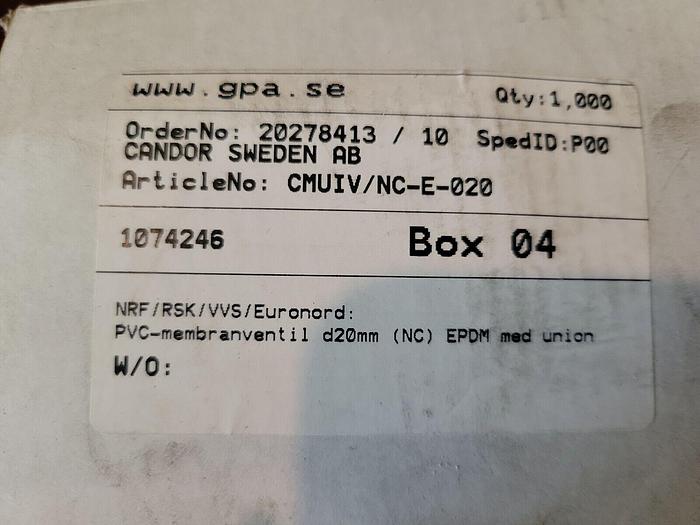 www.gpa.se Qty:1,000
OrderNo: 20278413 / 10 SpedID:P00
CANDOR SWEDEN AB
ArticleNo: CMUIV/NC-E-020
1074246 Box 04
NRF/RSK/VVS/Euronord:
PVC-membranventil d20mm (NC) EPDM med union
W/O: